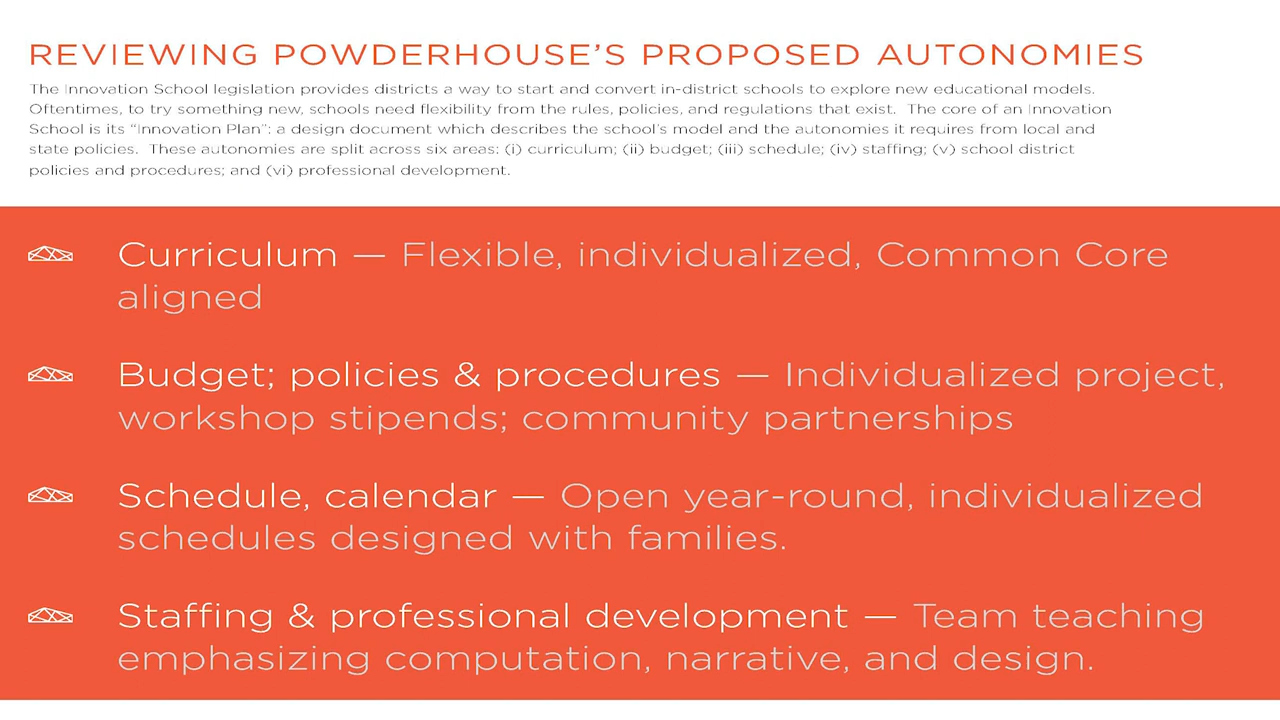 REVIEWING POWDERHOUSE’S PROPOSED AUTONOMIES
The Innovation School legislation provides districts a way to start and convert in-district schools to explore new educational models.
Oftentimes, to try something new, schools need flexibility from the rules, policies, and regulations that exist.  The core of an Innovation
School is its “Innovation Plan”: a design document which describes the school’s model and the autonomies it requires from local and
state policies.  These autonomies are split across six areas: (i) curriculum; (ii) budget; (iii) schedule; (iv) staffing; (v) school district
policies and procedures; and (vi) professional development.
Curriculum — Flexible, individualized, Common Core
aligned
Budget; policies & procedures — Individualized project,
workshop stipends; community partnerships
Schedule, calendar — Open year-round, individualized
schedules designed with families.
Staffing & professional development — Team teaching
emphasizing computation, narrative, and design.